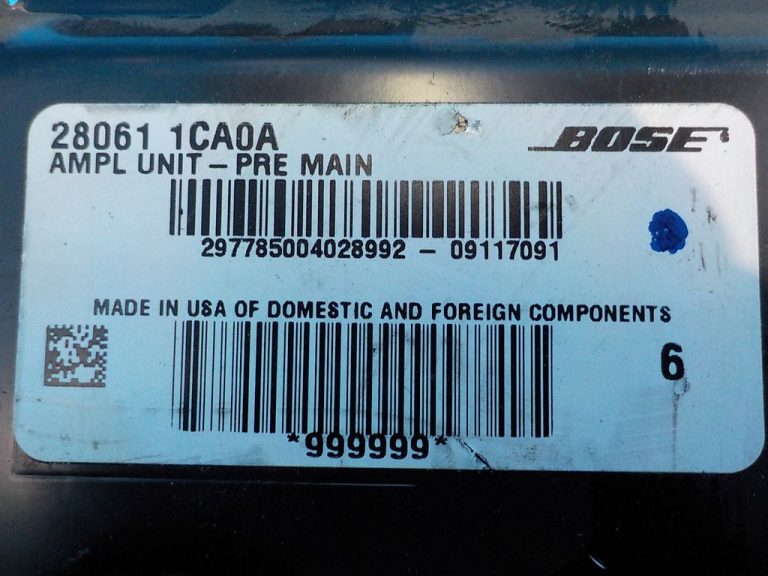 28061 1CA0A
BOSE
AMPL UNIT – PRE MAIN
297785004028992 – 09117091
MADE IN USA OF DOMESTIC AND FOREIGN COMPONENTS
6
*999999*